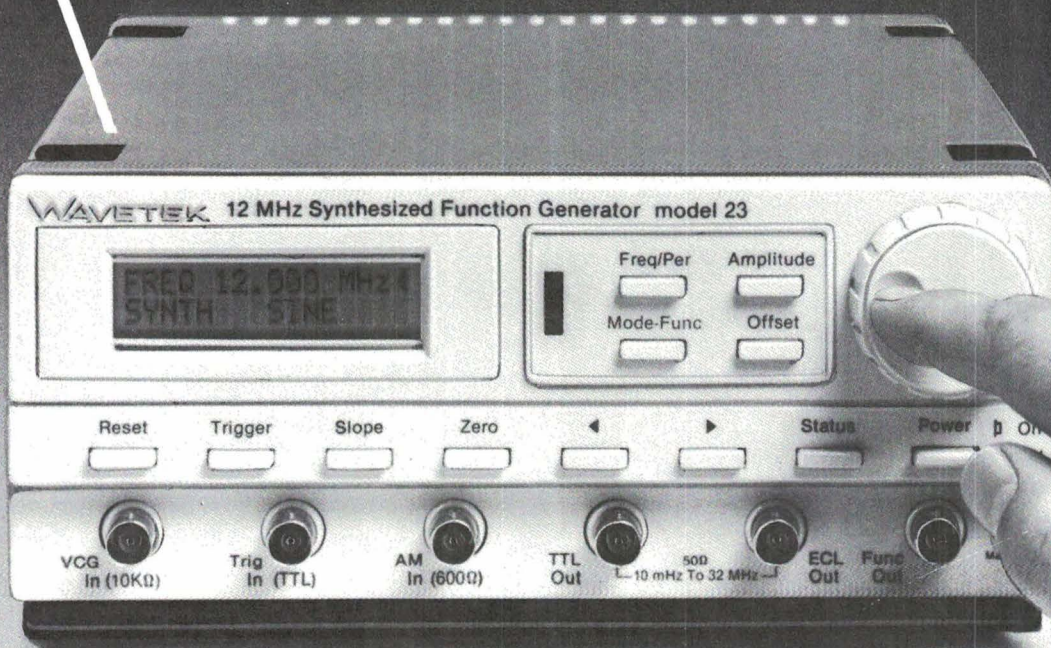 WAVETEK 12 MHz Synthesized Function Generator model 23
FREQ 12.000 MHz
SYNTH SINE
Freq/Per Amplitude
Mode-Func Offset
Reset Trigger Slope Zero ◀ ▶ Status Power
VCG In (10KΩ)
Trig In (TTL)
AM In (600Ω)
TTL Out
50Ω
10 mHz To 32 MHz
ECL Out
Func Out